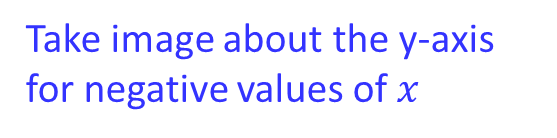 Take image about the y-axis
for negative values of x